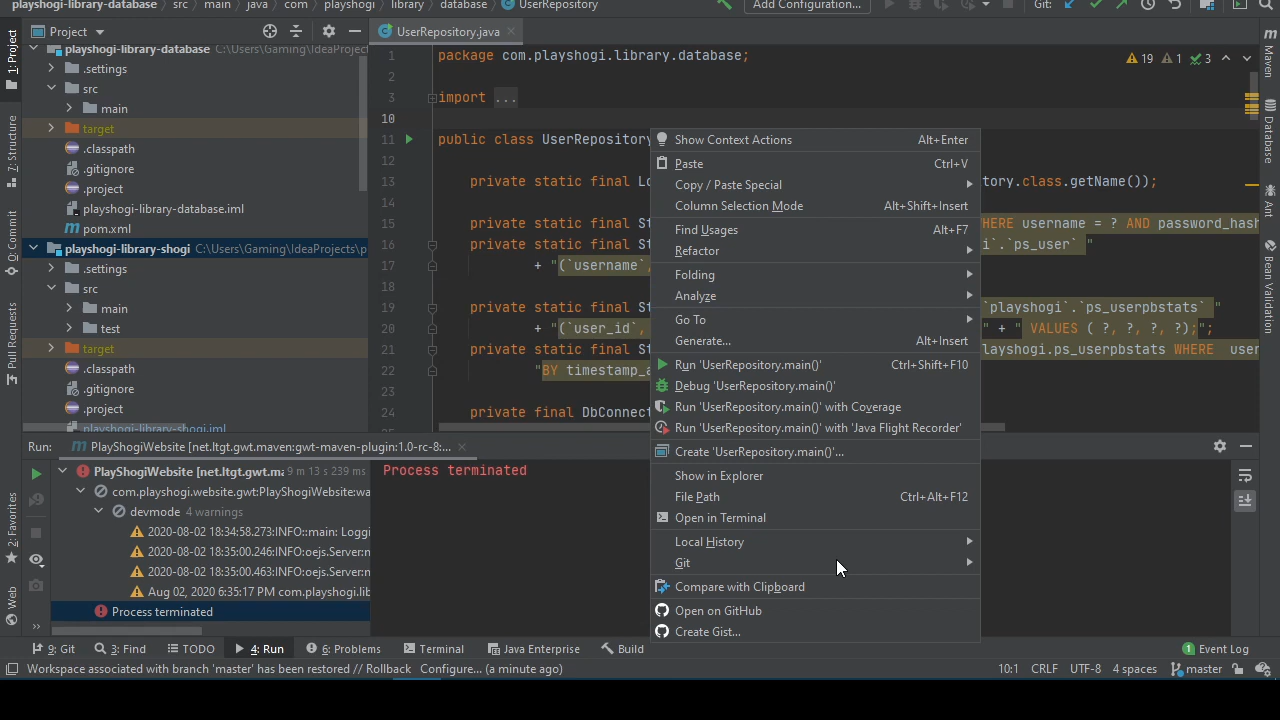 playshogi-library-database src main java com playshogi library database UserRepository Add Configuration... Git:
Project UserRepository.java
playshogi-library-database C:\Users\Gaming\IdeaProject
.settings
src
main
target
.classpath
.gitignore
.project
playshogi-library-database.iml
pom.xml
playshogi-library-shogi C:\Users\Gaming\IdeaProjects\p
.settings
src
main
test
target
.classpath
.gitignore
.project
playshogi-library-shogi.iml
1: Project
7: Structure
0: Commit
Pull Requests
2: Favorites
Web
1 package com.playshogi.library.database;
19 1 3
2
3 import ...
10
11 public class UserRepository
12
13 private static final Lo tory.class.getName());
14
15 private static final St HERE username = ? AND password_hash
16 private static final St i`.`ps_user` "
17 + "(`username`,
18
19 private static final St `playshogi`.`ps_userpbstats` "
20 + "(`user_id`, " + " VALUES ( ?, ?, ?, ?);";
21 private static final St layshogi.ps_userpbstats WHERE user
22 "BY timestamp_a
23
24 private final DbConnect
Show Context Actions Alt+Enter
Paste Ctrl+V
Copy / Paste Special
Column Selection Mode Alt+Shift+Insert
Find Usages Alt+F7
Refactor
Folding
Analyze
Go To
Generate... Alt+Insert
Run 'UserRepository.main()' Ctrl+Shift+F10
Debug 'UserRepository.main()'
Run 'UserRepository.main()' with Coverage
Run 'UserRepository.main()' with 'Java Flight Recorder'
Create 'UserRepository.main()'...
Show in Explorer
File Path Ctrl+Alt+F12
Open in Terminal
Local History
Git
Compare with Clipboard
Open on GitHub
Create Gist...
Maven
Database
Ant
Bean Validation
Run: PlayShogiWebsite [net.ltgt.gwt.maven:gwt-maven-plugin:1.0-rc-8:...
PlayShogiWebsite [net.ltgt.gwt.ma 9 m 13 s 239 ms
com.playshogi.website.gwt:PlayShogiWebsite:wa
devmode 4 warnings
2020-08-02 18:34:58.273:INFO::main: Loggi
2020-08-02 18:35:00.246:INFO:oejs.Server:m
2020-08-02 18:35:00.463:INFO:oejs.Server:m
Aug 02, 2020 6:35:17 PM com.playshogi.lib
Process terminated
Process terminated
9: Git 3: Find TODO 4: Run 6: Problems Terminal Java Enterprise Build 1 Event Log
Workspace associated with branch 'master' has been restored // Rollback Configure... (a minute ago) 10:1 CRLF UTF-8 4 spaces master